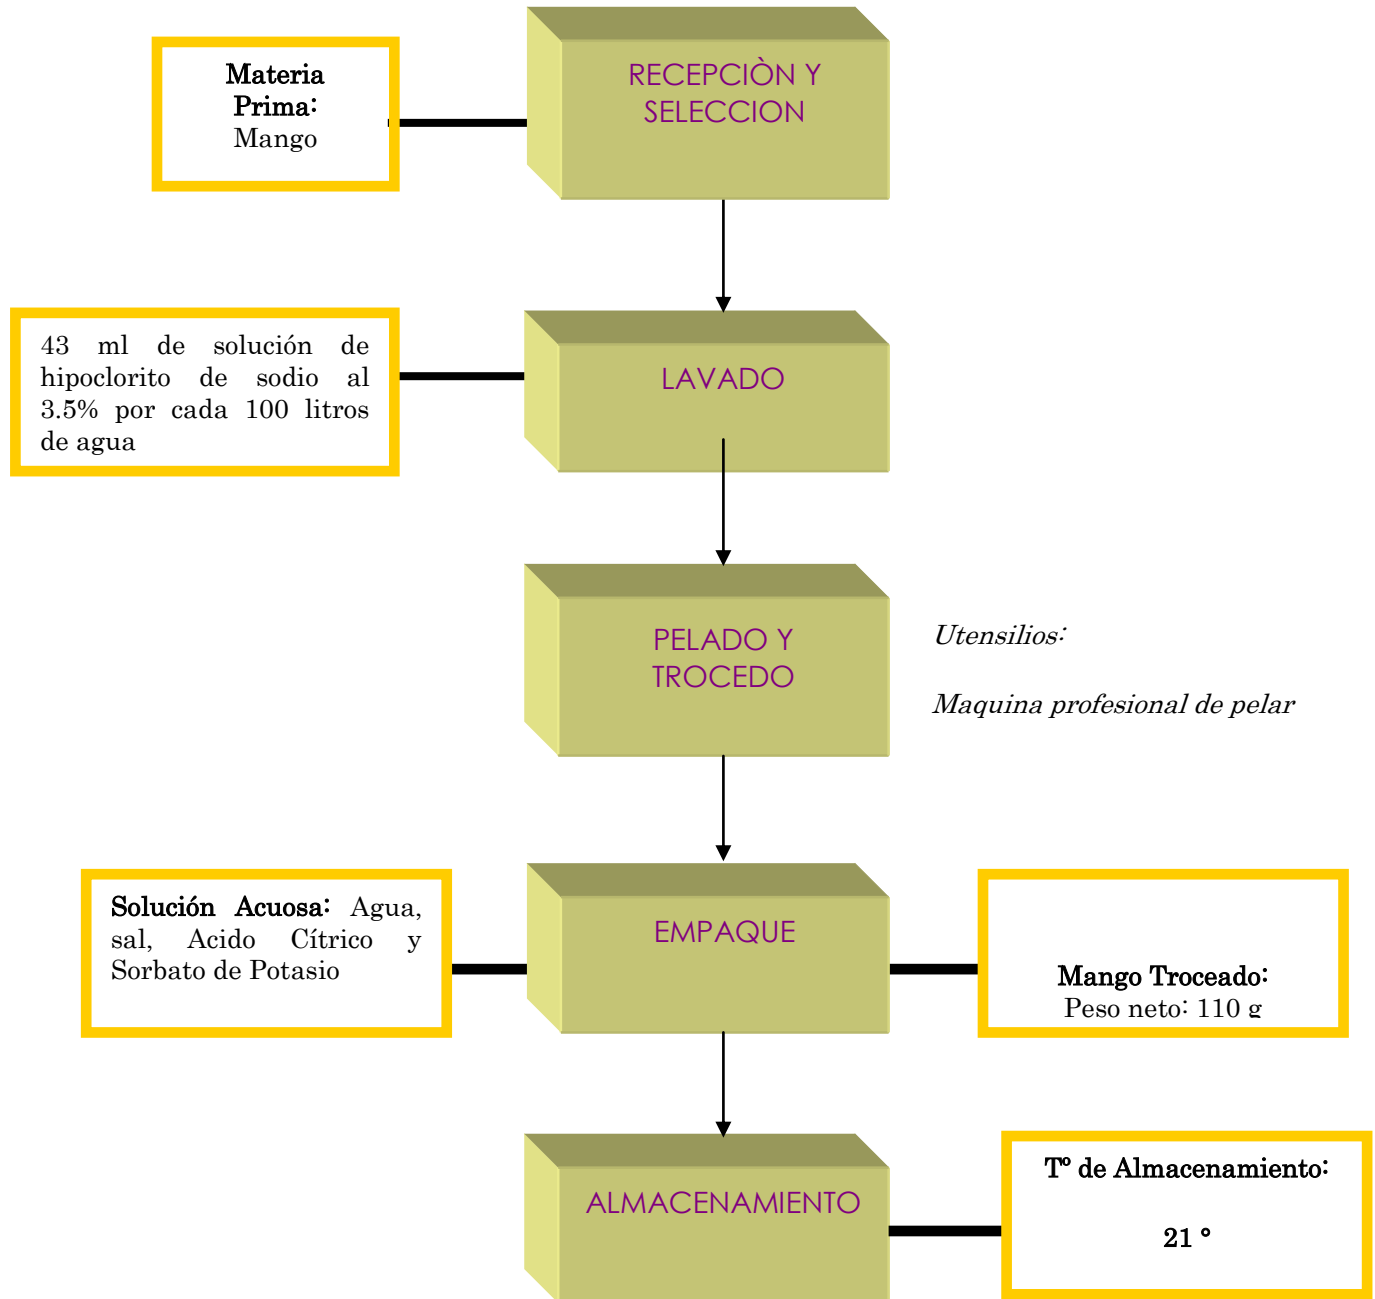 Materia
Prima:
Mango
RECEPCIÒN Y
SELECCION
43 ml de solución de
hipoclorito de sodio al
3.5% por cada 100 litros
de agua
LAVADO
PELADO Y
TROCEDO
Utensilios:
Maquina profesional de pelar
Solución Acuosa: Agua,
sal, Acido Cítrico y
Sorbato de Potasio
EMPAQUE
Mango Troceado:
Peso neto: 110 g
ALMACENAMIENTO
Tº de Almacenamiento:
21 °